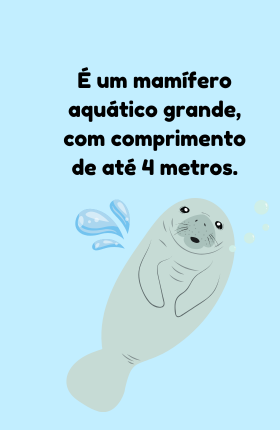 É um mamífero
aquático grande,
com comprimento
de até 4 metros.